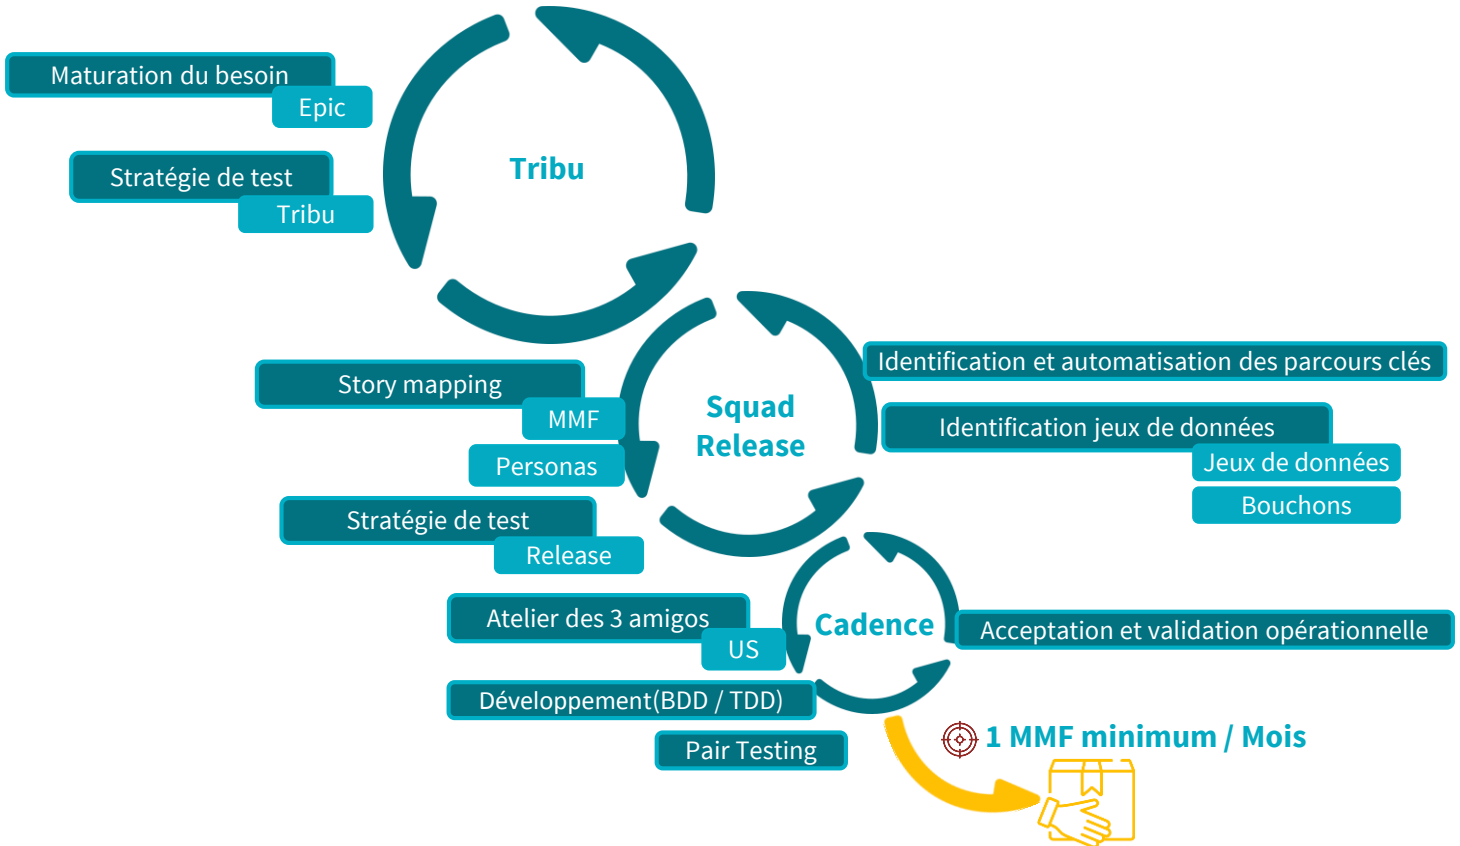 Maturation du besoin
Epic
Stratégie de test
Tribu
Tribu
Story mapping
MMF
Personas
Stratégie de test
Release
Squad
Release
Identification et automatisation des parcours clés
Identification jeux de données
Jeux de données
Bouchons
Atelier des 3 amigos
US
Développement(BDD / TDD)
Pair Testing
Cadence
Acceptation et validation opérationnelle
1 MMF minimum / Mois